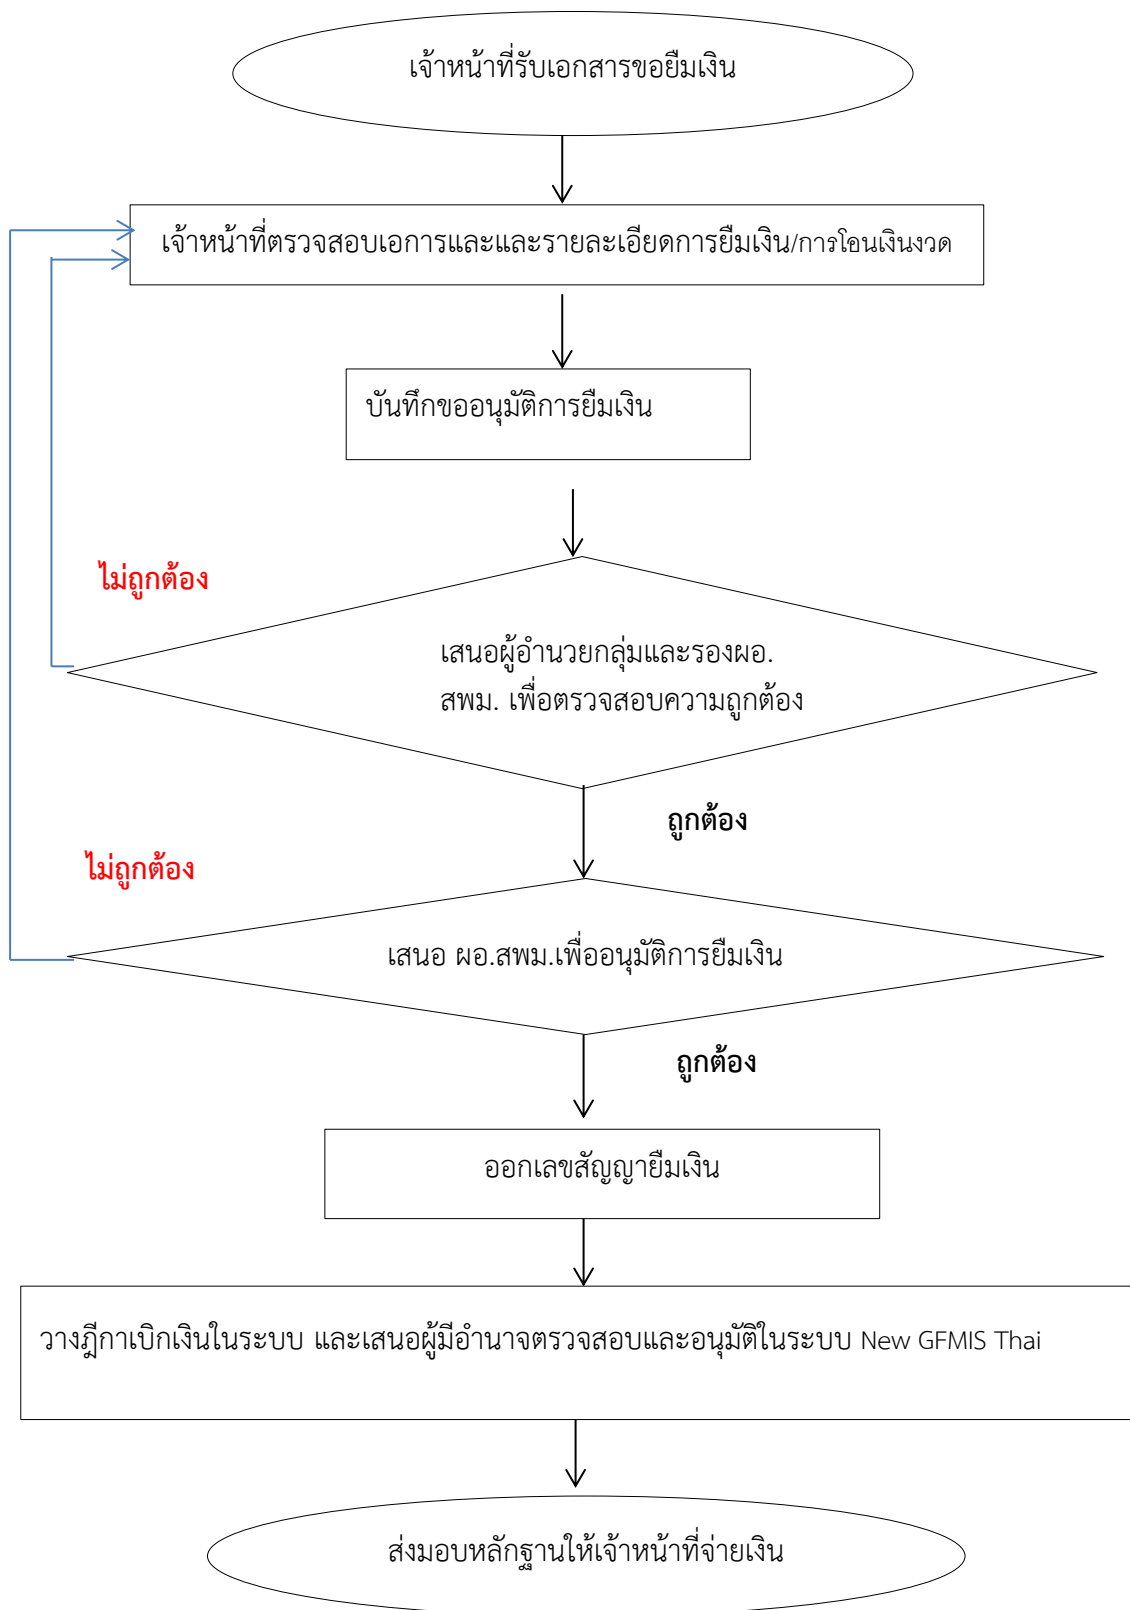 เจ้าหน้าที่รับเอกสารขอยืมเงิน
เจ้าหน้าที่ตรวจสอบเอการและและรายละเอียดการยืมเงิน/การโอนเงินงวด
บันทึกขออนุมัติการยืมเงิน
ไม่ถูกต้อง
เสนอผู้อำนวยกลุ่มและรองผอ.
สพม. เพื่อตรวจสอบความถูกต้อง
ถูกต้อง
ไม่ถูกต้อง
เสนอ ผอ.สพม.เพื่ออนุมัติการยืมเงิน
ถูกต้อง
ออกเลขสัญญายืมเงิน
วางฎีกาเบิกเงินในระบบ และเสนอผู้มีอำนาจตรวจสอบและอนุมัติในระบบ New GFMIS Thai
ส่งมอบหลักฐานให้เจ้าหน้าที่จ่ายเงิน